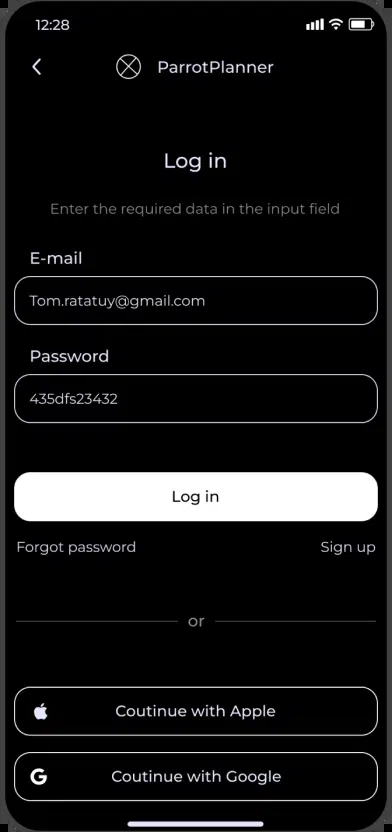 12:28
ParrotPlanner
Log in
Enter the required data in the input field
E-mail
Tom.ratatuy@gmail.com
Password
435dfs23432
Log in
Forgot password
Sign up
or
Coutinue with Apple
Coutinue with Google